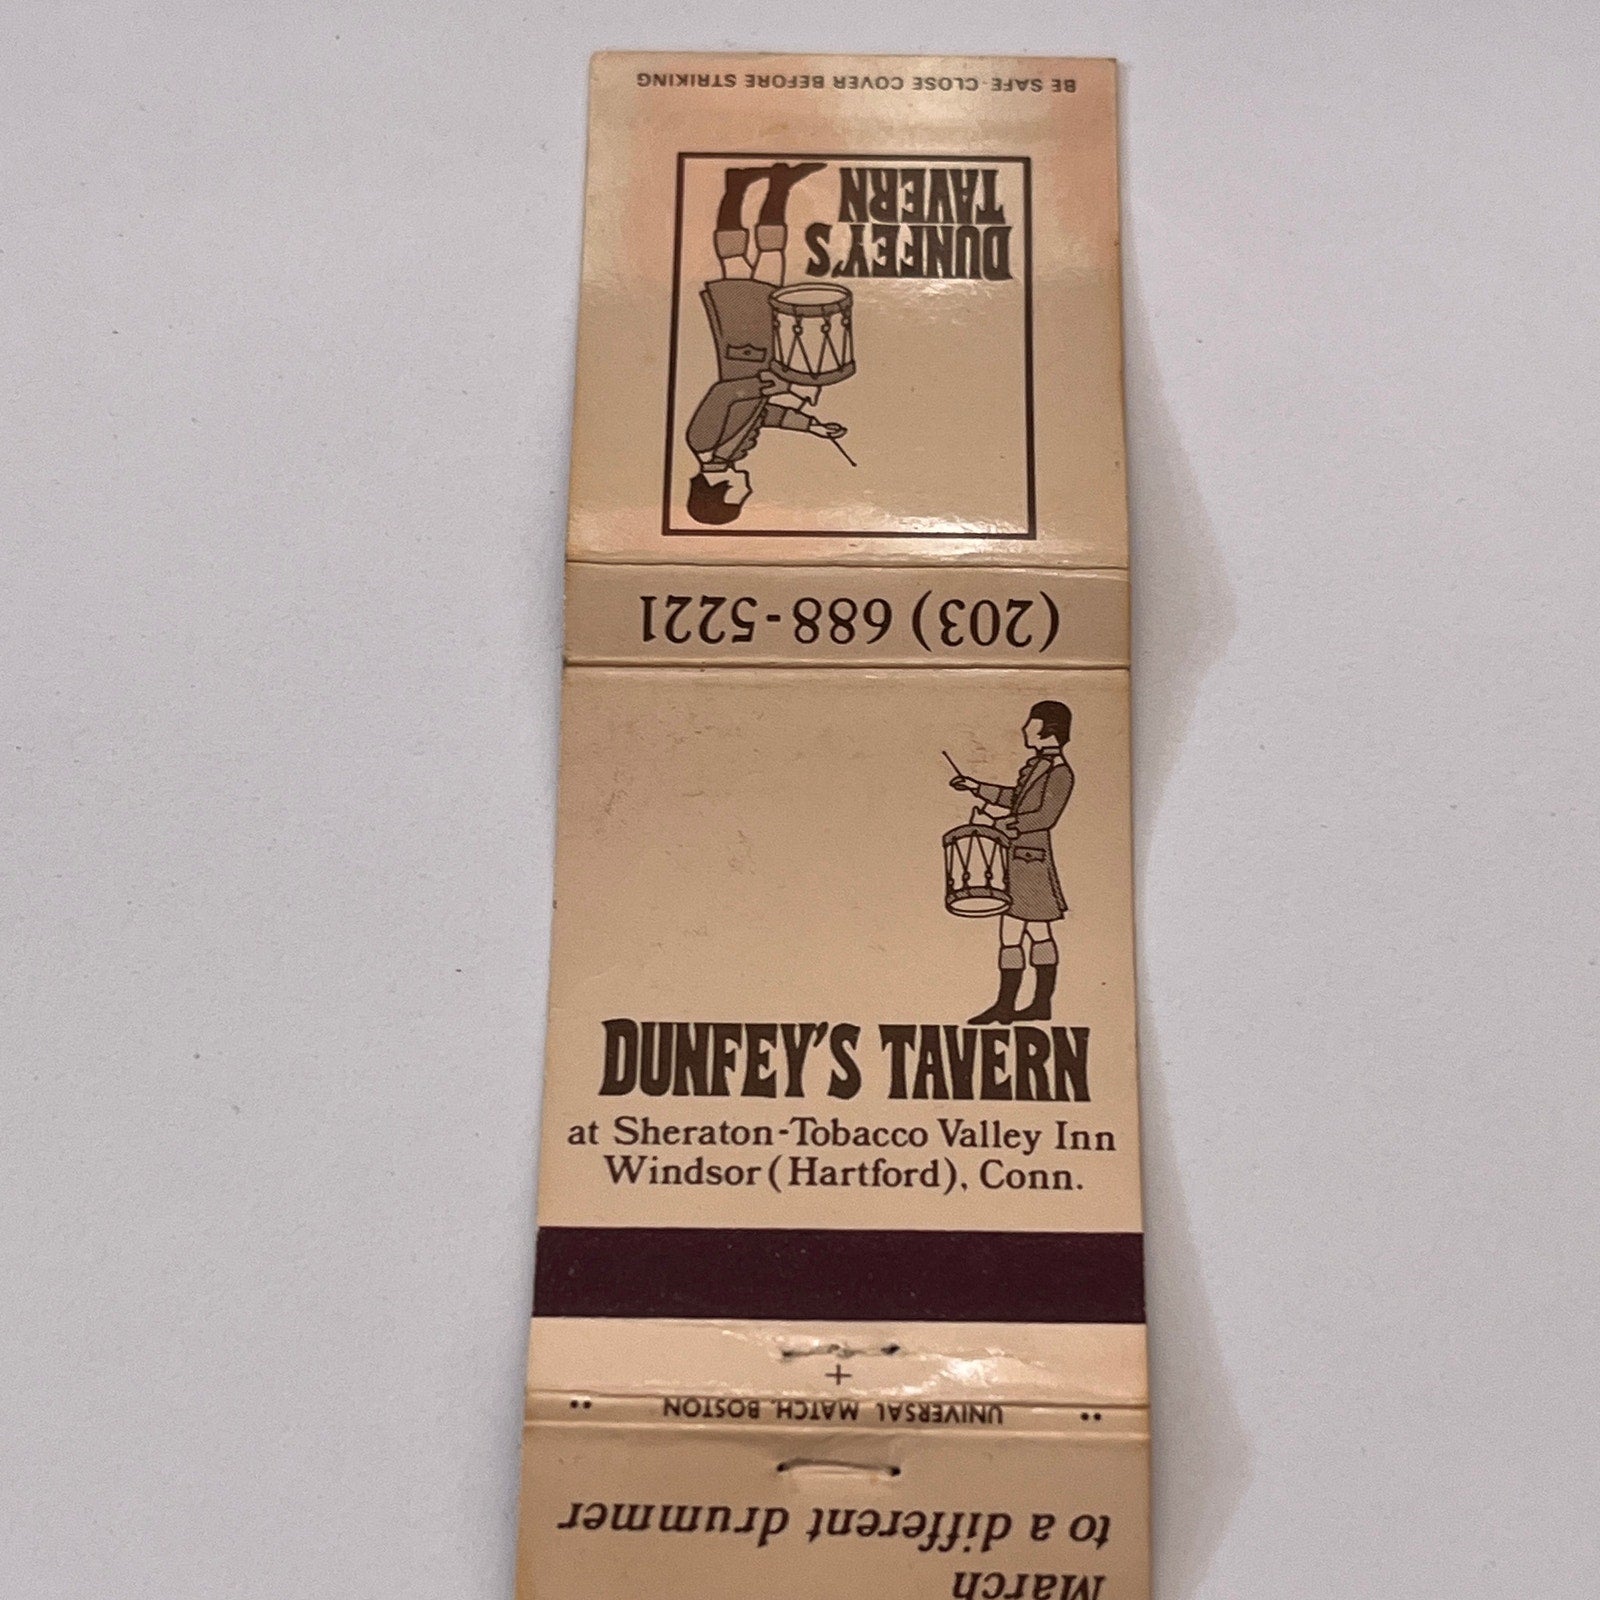 BE SAFE-CLOSE COVER BEFORE STRIKING
DUNFEY'S
TAVERN
(203) 688-5221
DUNFEY'S TAVERN
at Sheraton-Tobacco Valley Inn
Windsor (Hartford), Conn.
+
UNIVERSAL MATCH, BOSTON
March
to a different drummer